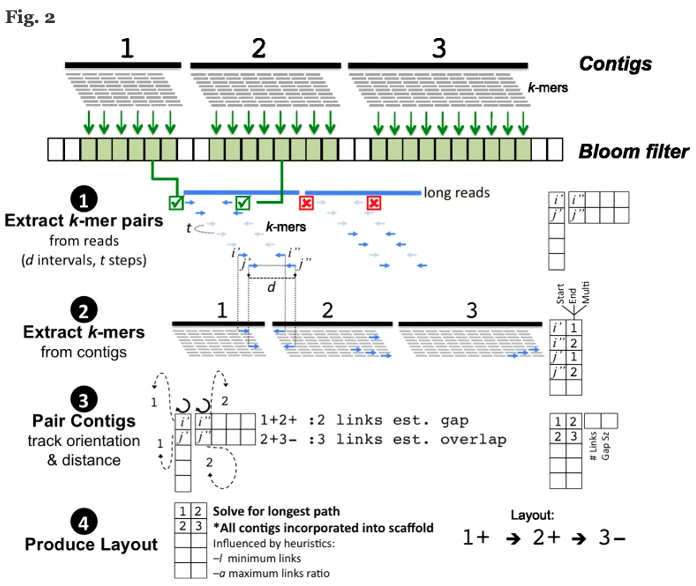 Fig. 2
1 2 3
Contigs
k-mers
Bloom filter
1
Extract k-mer pairs
from reads
(d intervals, t steps)
long reads
k-mers
t
i' i''
j' j''
d
i' i''
j' j''
2
Extract k-mers
from contigs
1 2 3
Start
End
Multi
i' 1
i'' 2
j' 1
j'' 2
3
Pair Contigs
track orientation
& distance
1 2
1 2
i' i''
j' j''
1+2+ :2 links est. gap
2+3- :3 links est. overlap
1 2
2 3
# Links
Gap Sz
4
Produce Layout
1 2
2 3
Solve for longest path
*All contigs incorporated into scaffold
Influenced by heuristics:
–l minimum links
–a maximum links ratio
Layout:
1+ → 2+ → 3-